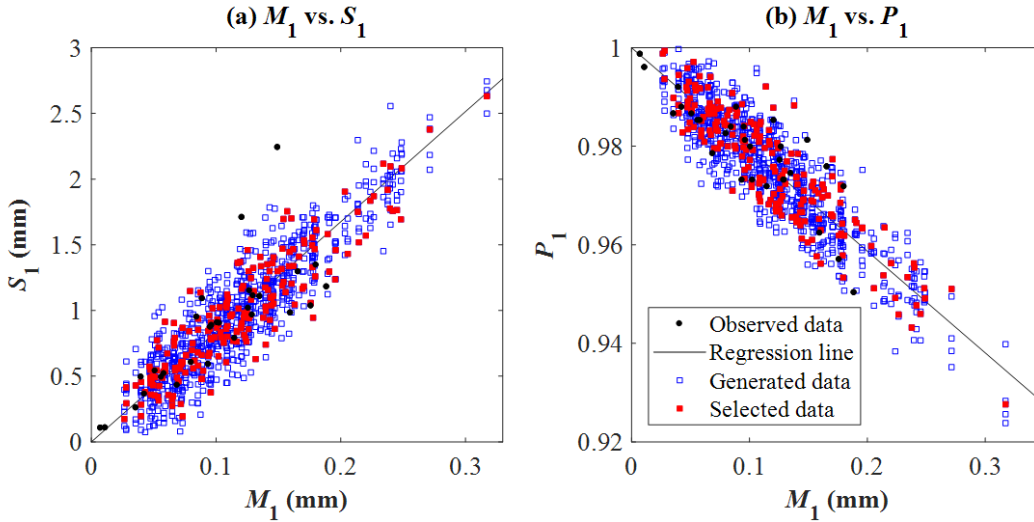 (a) M₁ vs. S₁
3
2.5
2
1.5
1
0.5
0
S₁ (mm)
0
0.1
0.2
0.3
M₁ (mm)
(b) M₁ vs. P₁
1
0.98
0.96
0.94
0.92
P₁
Observed data
Regression line
Generated data
Selected data
0
0.1
0.2
0.3
M₁ (mm)